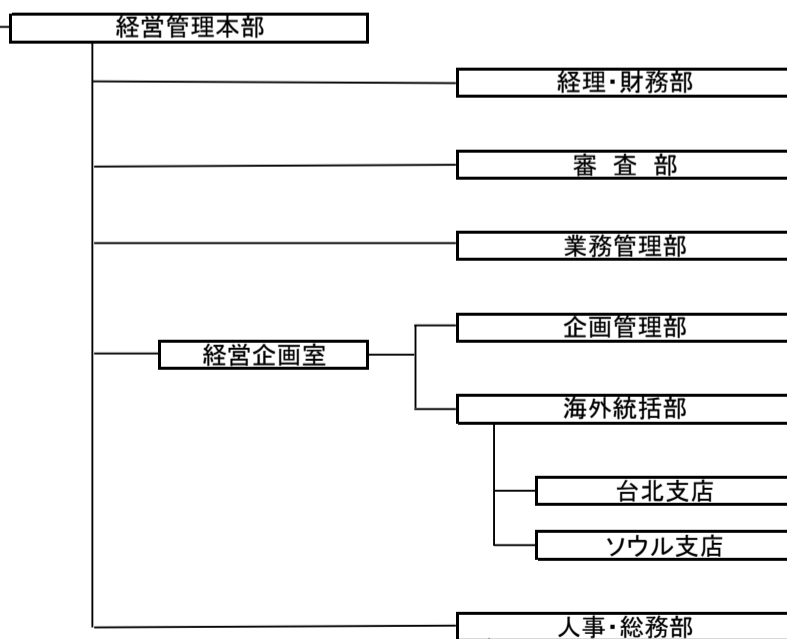 経営管理本部
経理・財務部
審 査 部
業務管理部
企画管理部
経営企画室
海外統括部
台北支店
ソウル支店
人事・総務部